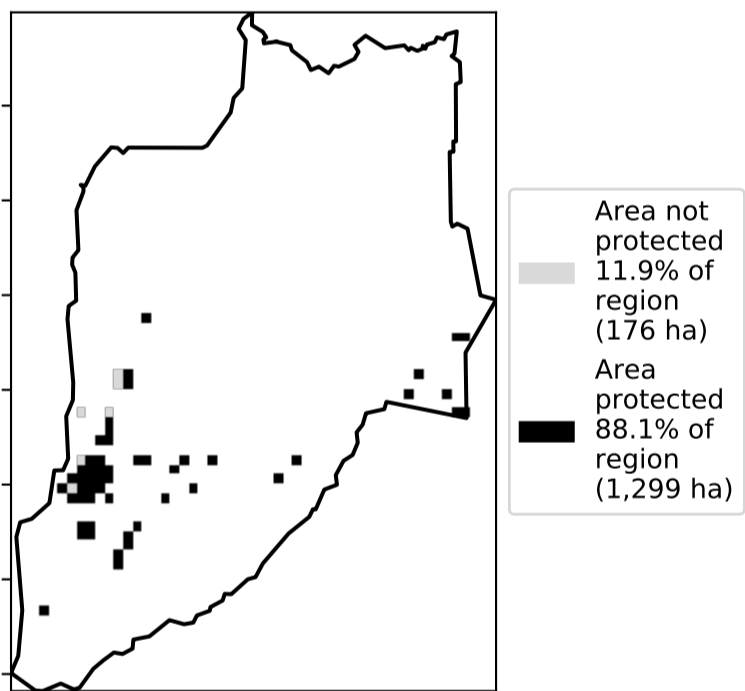 Area not
protected
11.9% of
region
(176 ha)
Area
protected
88.1% of
region
(1,299 ha)